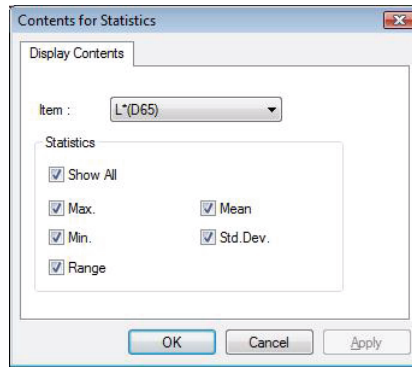 Contents for Statistics
Display Contents
Item : L*(D65)
Statistics
Show All
Max. Mean
Min. Std.Dev.
Range
OK Cancel Apply